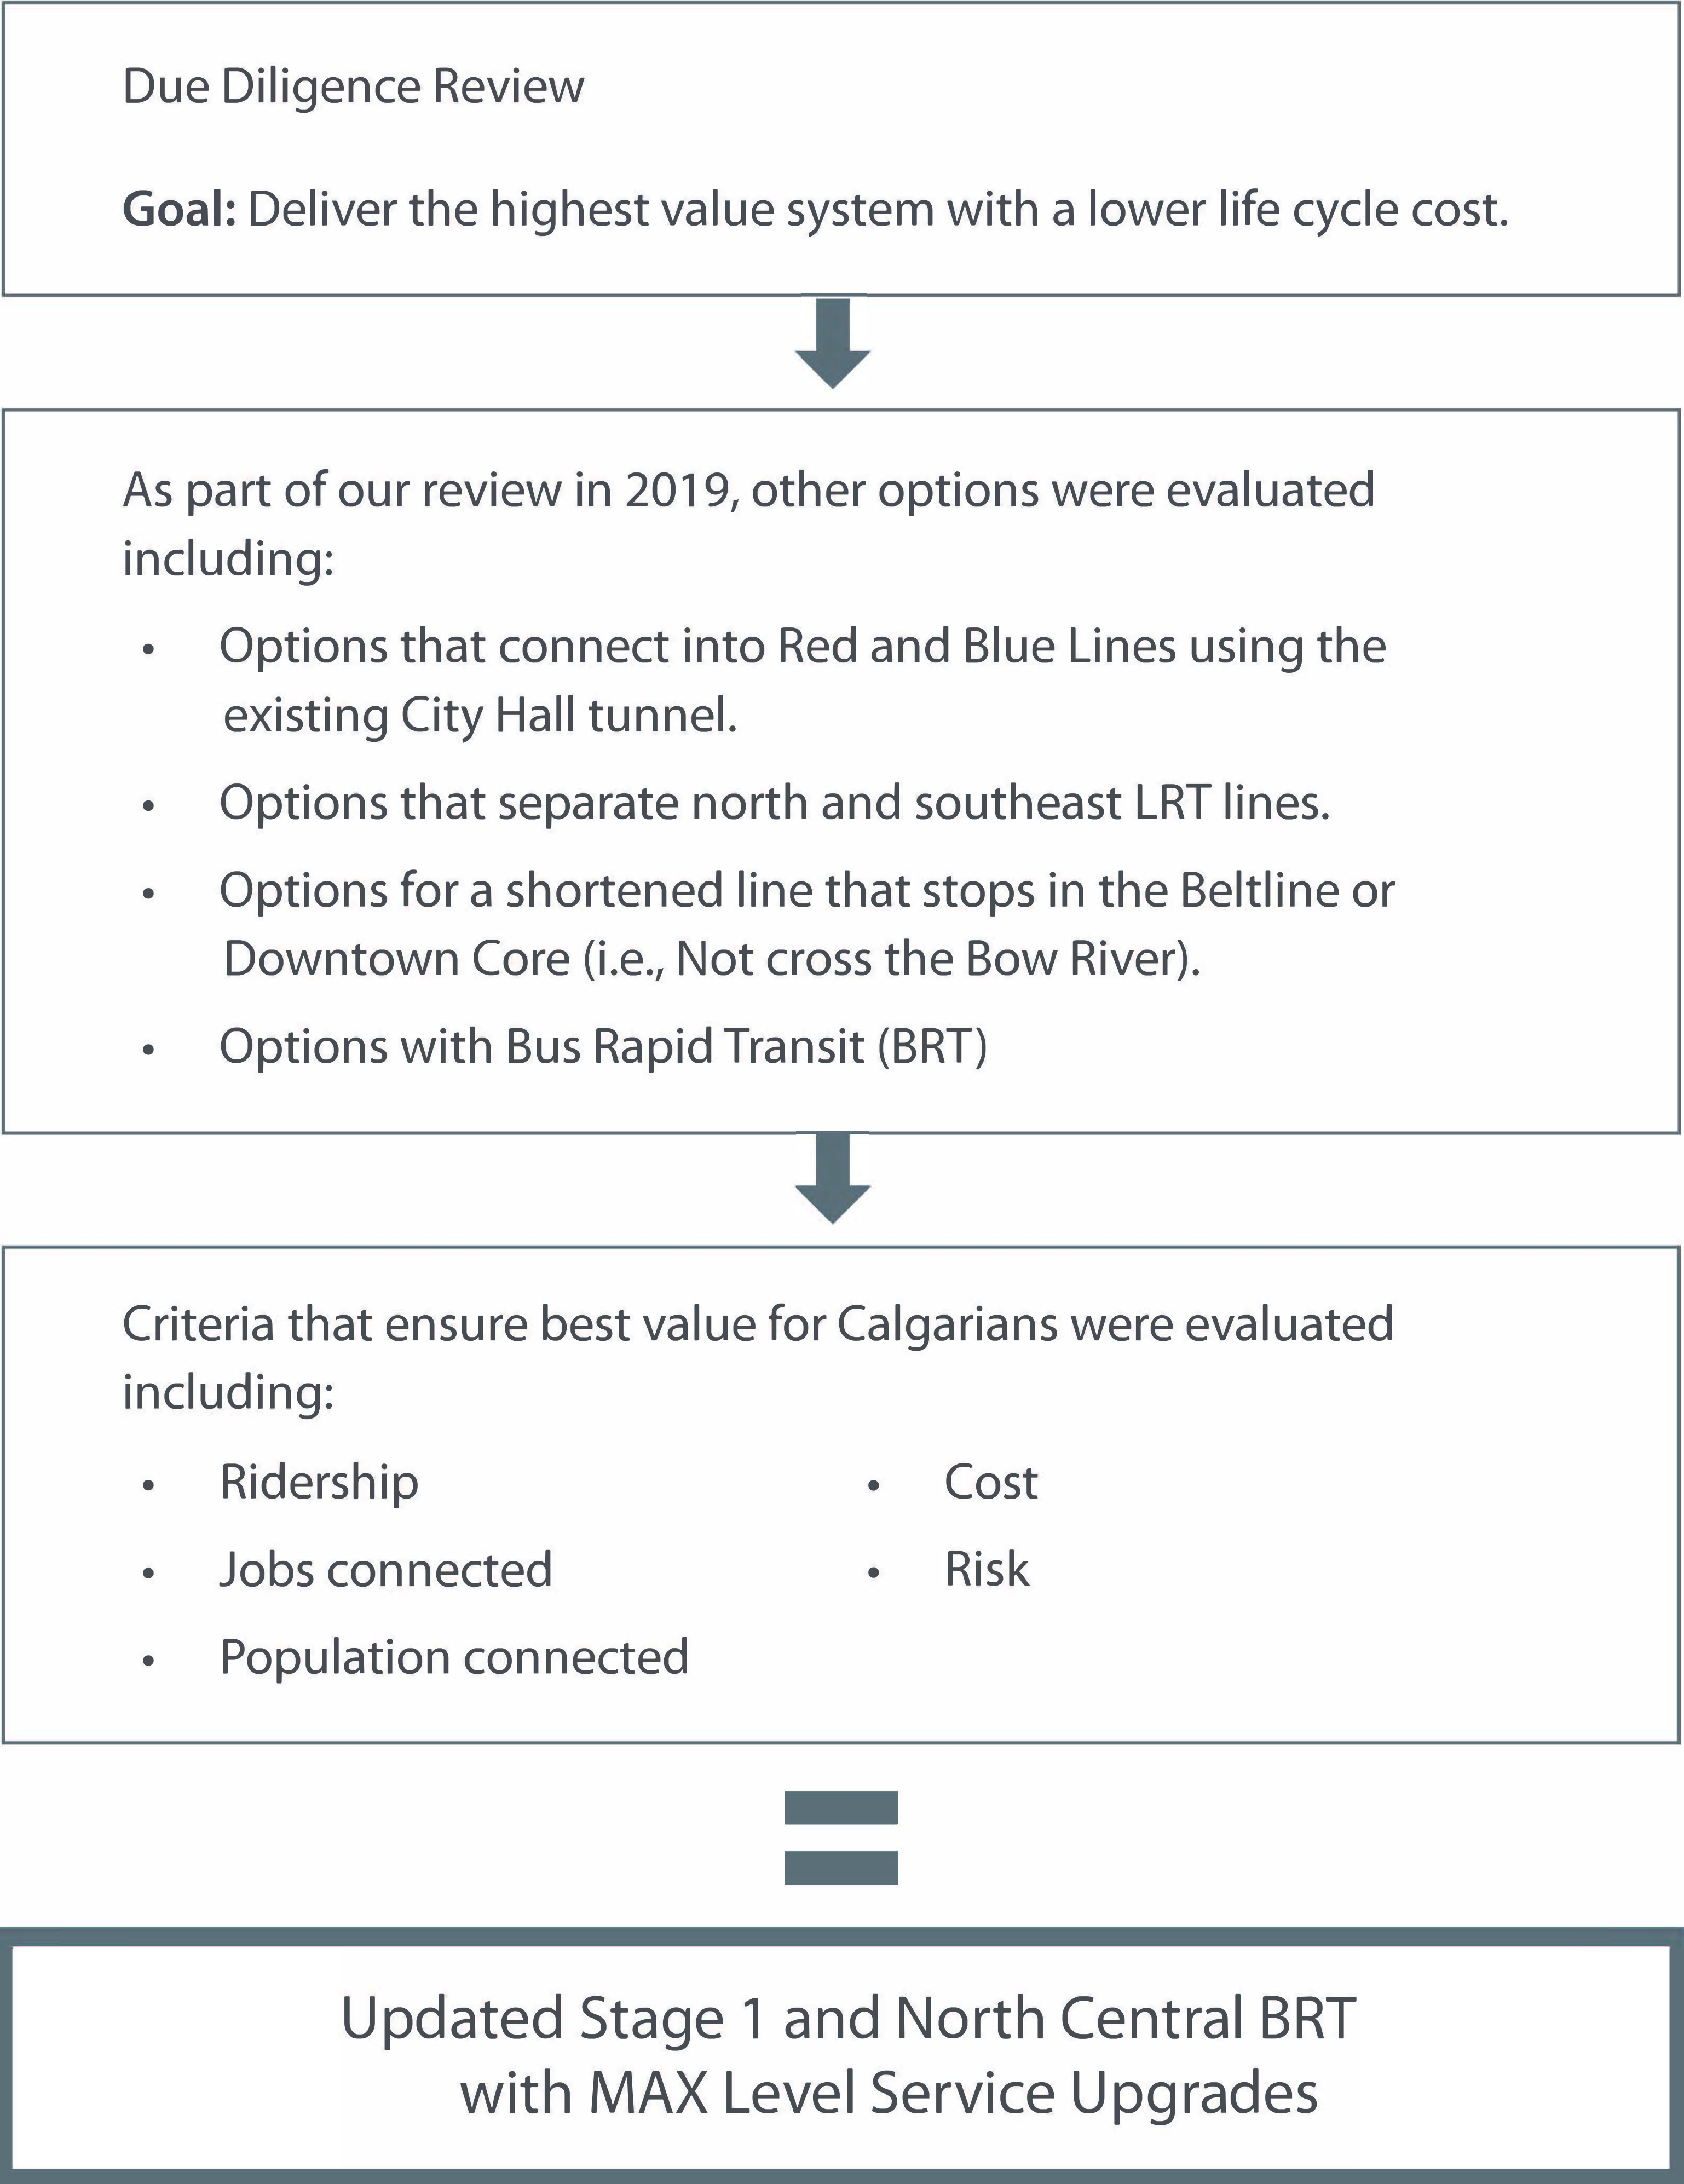 Due Diligence Review
Goal: Deliver the highest value system with a lower life cycle cost.
As part of our review in 2019, other options were evaluated
including:
• Options that connect into Red and Blue Lines using the
existing City Hall tunnel.
• Options that separate north and southeast LRT lines.
• Options for a shortened line that stops in the Beltline or
Downtown Core (i.e., Not cross the Bow River).
• Options with Bus Rapid Transit (BRT)
Criteria that ensure best value for Calgarians were evaluated
including:
• Ridership
• Jobs connected
• Population connected
• Cost
• Risk
Updated Stage 1 and North Central BRT
with MAX Level Service Upgrades